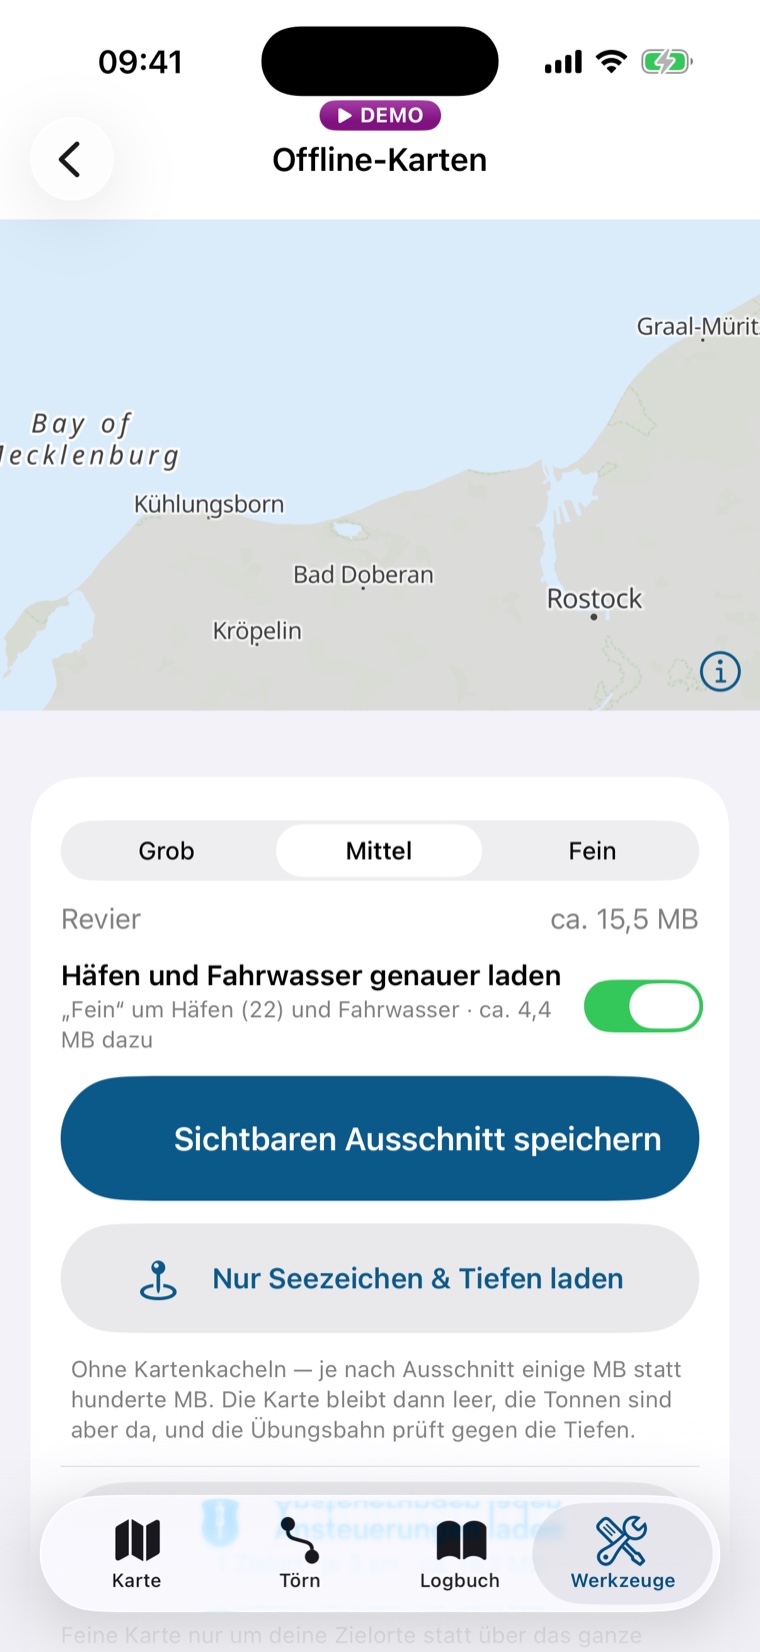 09:41
DEMO
Offline-Karten
Graal-Mürit
Bay of
ecklenburg
Kühlungsborn
Bad Doberan
Rostock
Kröpelin
Grob Mittel Fein
Revier ca. 15,5 MB
Häfen und Fahrwasser genauer laden
„Fein“ um Häfen (22) und Fahrwasser · ca. 4,4
MB dazu
Sichtbaren Ausschnitt speichern
Nur Seezeichen & Tiefen laden
Ohne Kartenkacheln — je nach Ausschnitt einige MB statt
hunderte MB. Die Karte bleibt dann leer, die Tonnen sind
aber da, und die Übungsbahn prüft gegen die Tiefen.
Karte Törn Logbuch Werkzeuge
Feine Karte nur um deine Zielorte statt über das ganze